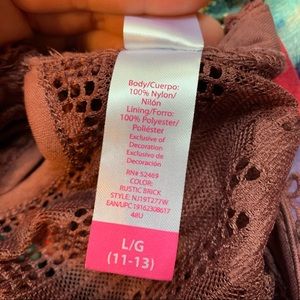 Body/Cuerpo:
100% Nylon/
Nilón
Lining/Forro:
100% Polyester/
Poliéster
Exclusive of
Decoration
Exclusivo de
Decoración
RN# 52469
COLOR:
RUSTIC BRICK
STYLE: NJ19T277W
EAN/UPC 19162308617
48U
L/G
(11-13)